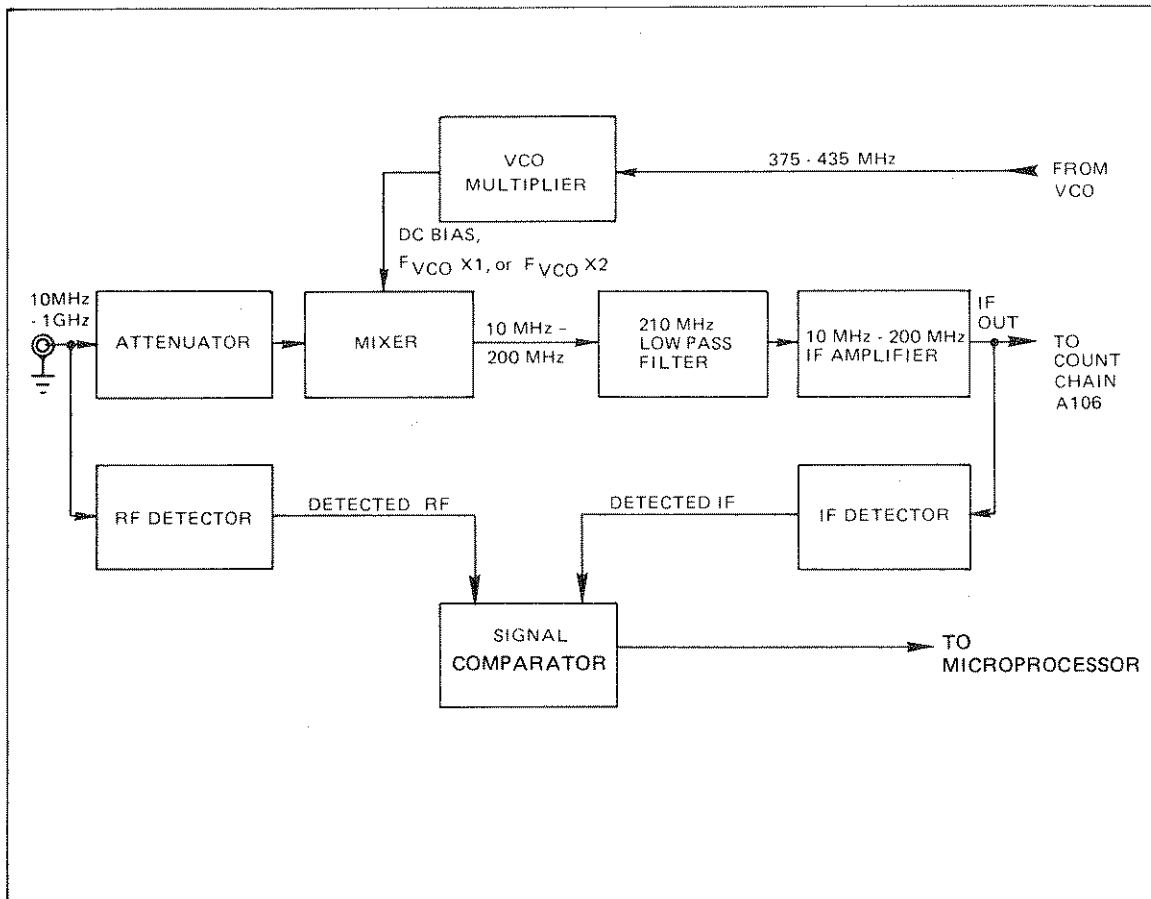 VCO
MULTIPLIER
375 - 435 MHz
FROM
VCO
DC BIAS,
FVCO X1, or FVCO X2
10MHz
- 1GHz
ATTENUATOR
MIXER
10 MHz –
200 MHz
210 MHz
LOW PASS
FILTER
10 MHz - 200 MHz
IF AMPLIFIER
IF
OUT
TO
COUNT
CHAIN
A106
RF DETECTOR
DETECTED RF
DETECTED IF
IF DETECTOR
SIGNAL
COMPARATOR
TO
MICROPROCESSOR